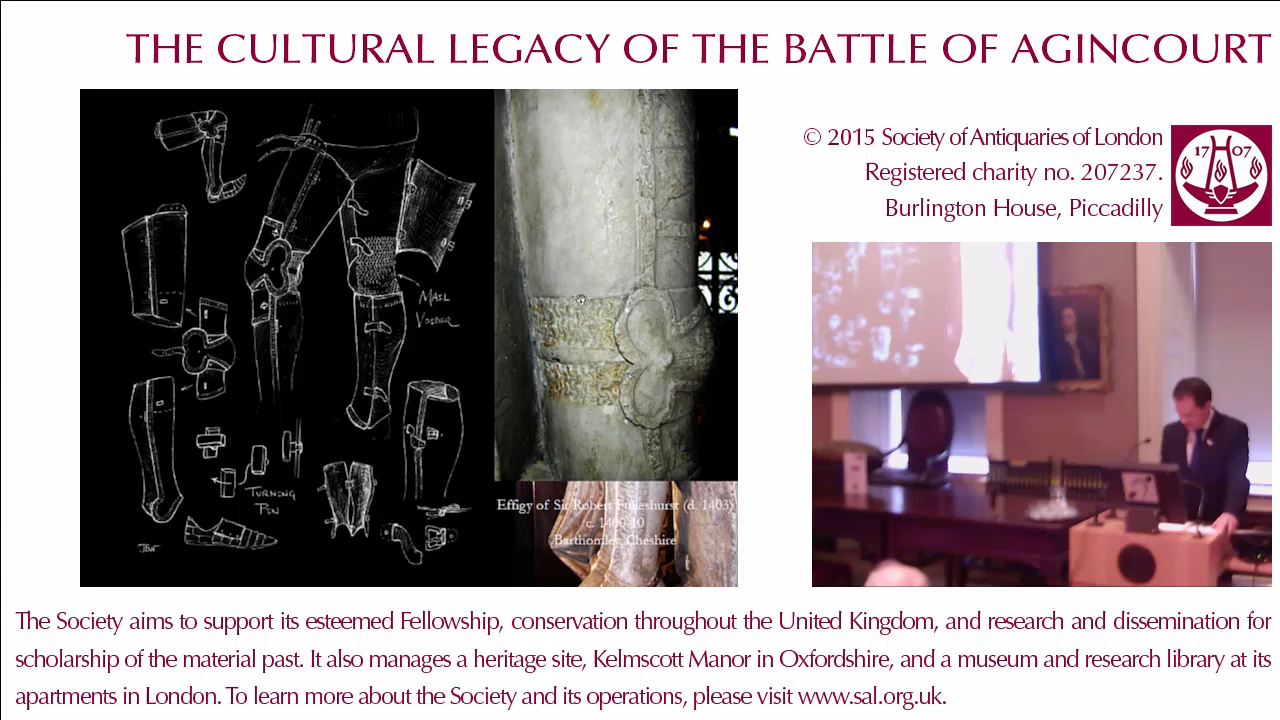 THE CULTURAL LEGACY OF THE BATTLE OF AGINCOURT
© 2015 Society of Antiquaries of London
Registered charity no. 207237.
Burlington House, Piccadilly
17 07
MAIL
VOIDER
TURNING
PIN
JBW
Effigy of Sir Robert Fulleshurst (d. 1403)
c. 1400-10
Barthomley, Cheshire
The Society aims to support its esteemed Fellowship, conservation throughout the United Kingdom, and research and dissemination for
scholarship of the material past. It also manages a heritage site, Kelmscott Manor in Oxfordshire, and a museum and research library at its
apartments in London. To learn more about the Society and its operations, please visit www.sal.org.uk.